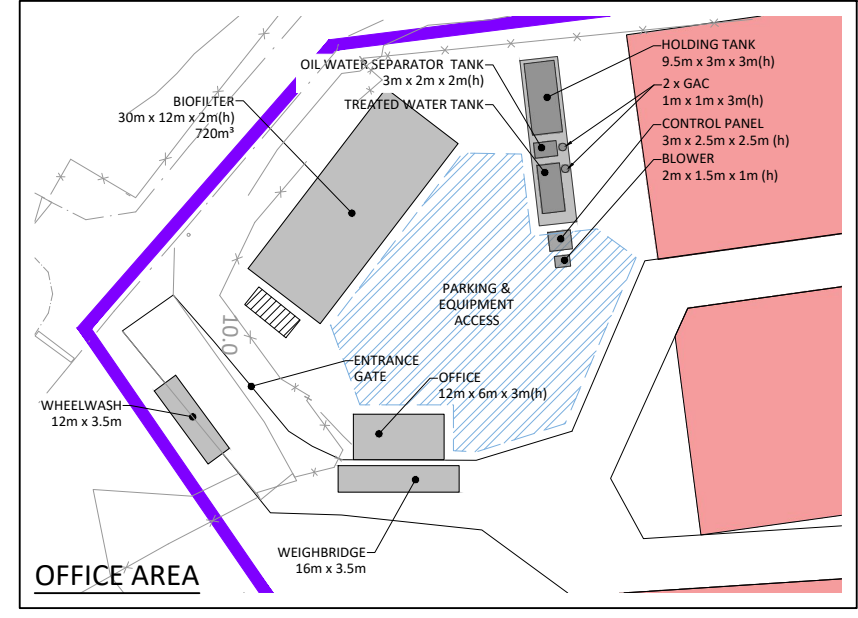 HOLDING TANK
9.5m x 3m x 3m(h)
OIL WATER SEPARATOR TANK
3m x 2m x 2m(h)
2 x GAC
1m x 1m x 3m(h)
BIOFILTER
30m x 12m x 2m(h)
720m³
TREATED WATER TANK
CONTROL PANEL
3m x 2.5m x 2.5m (h)
BLOWER
2m x 1.5m x 1m (h)
PARKING &
EQUIPMENT
ACCESS
10.0
ENTRANCE
GATE
OFFICE
12m x 6m x 3m(h)
WHEELWASH
12m x 3.5m
WEIGHBRIDGE
16m x 3.5m
OFFICE AREA